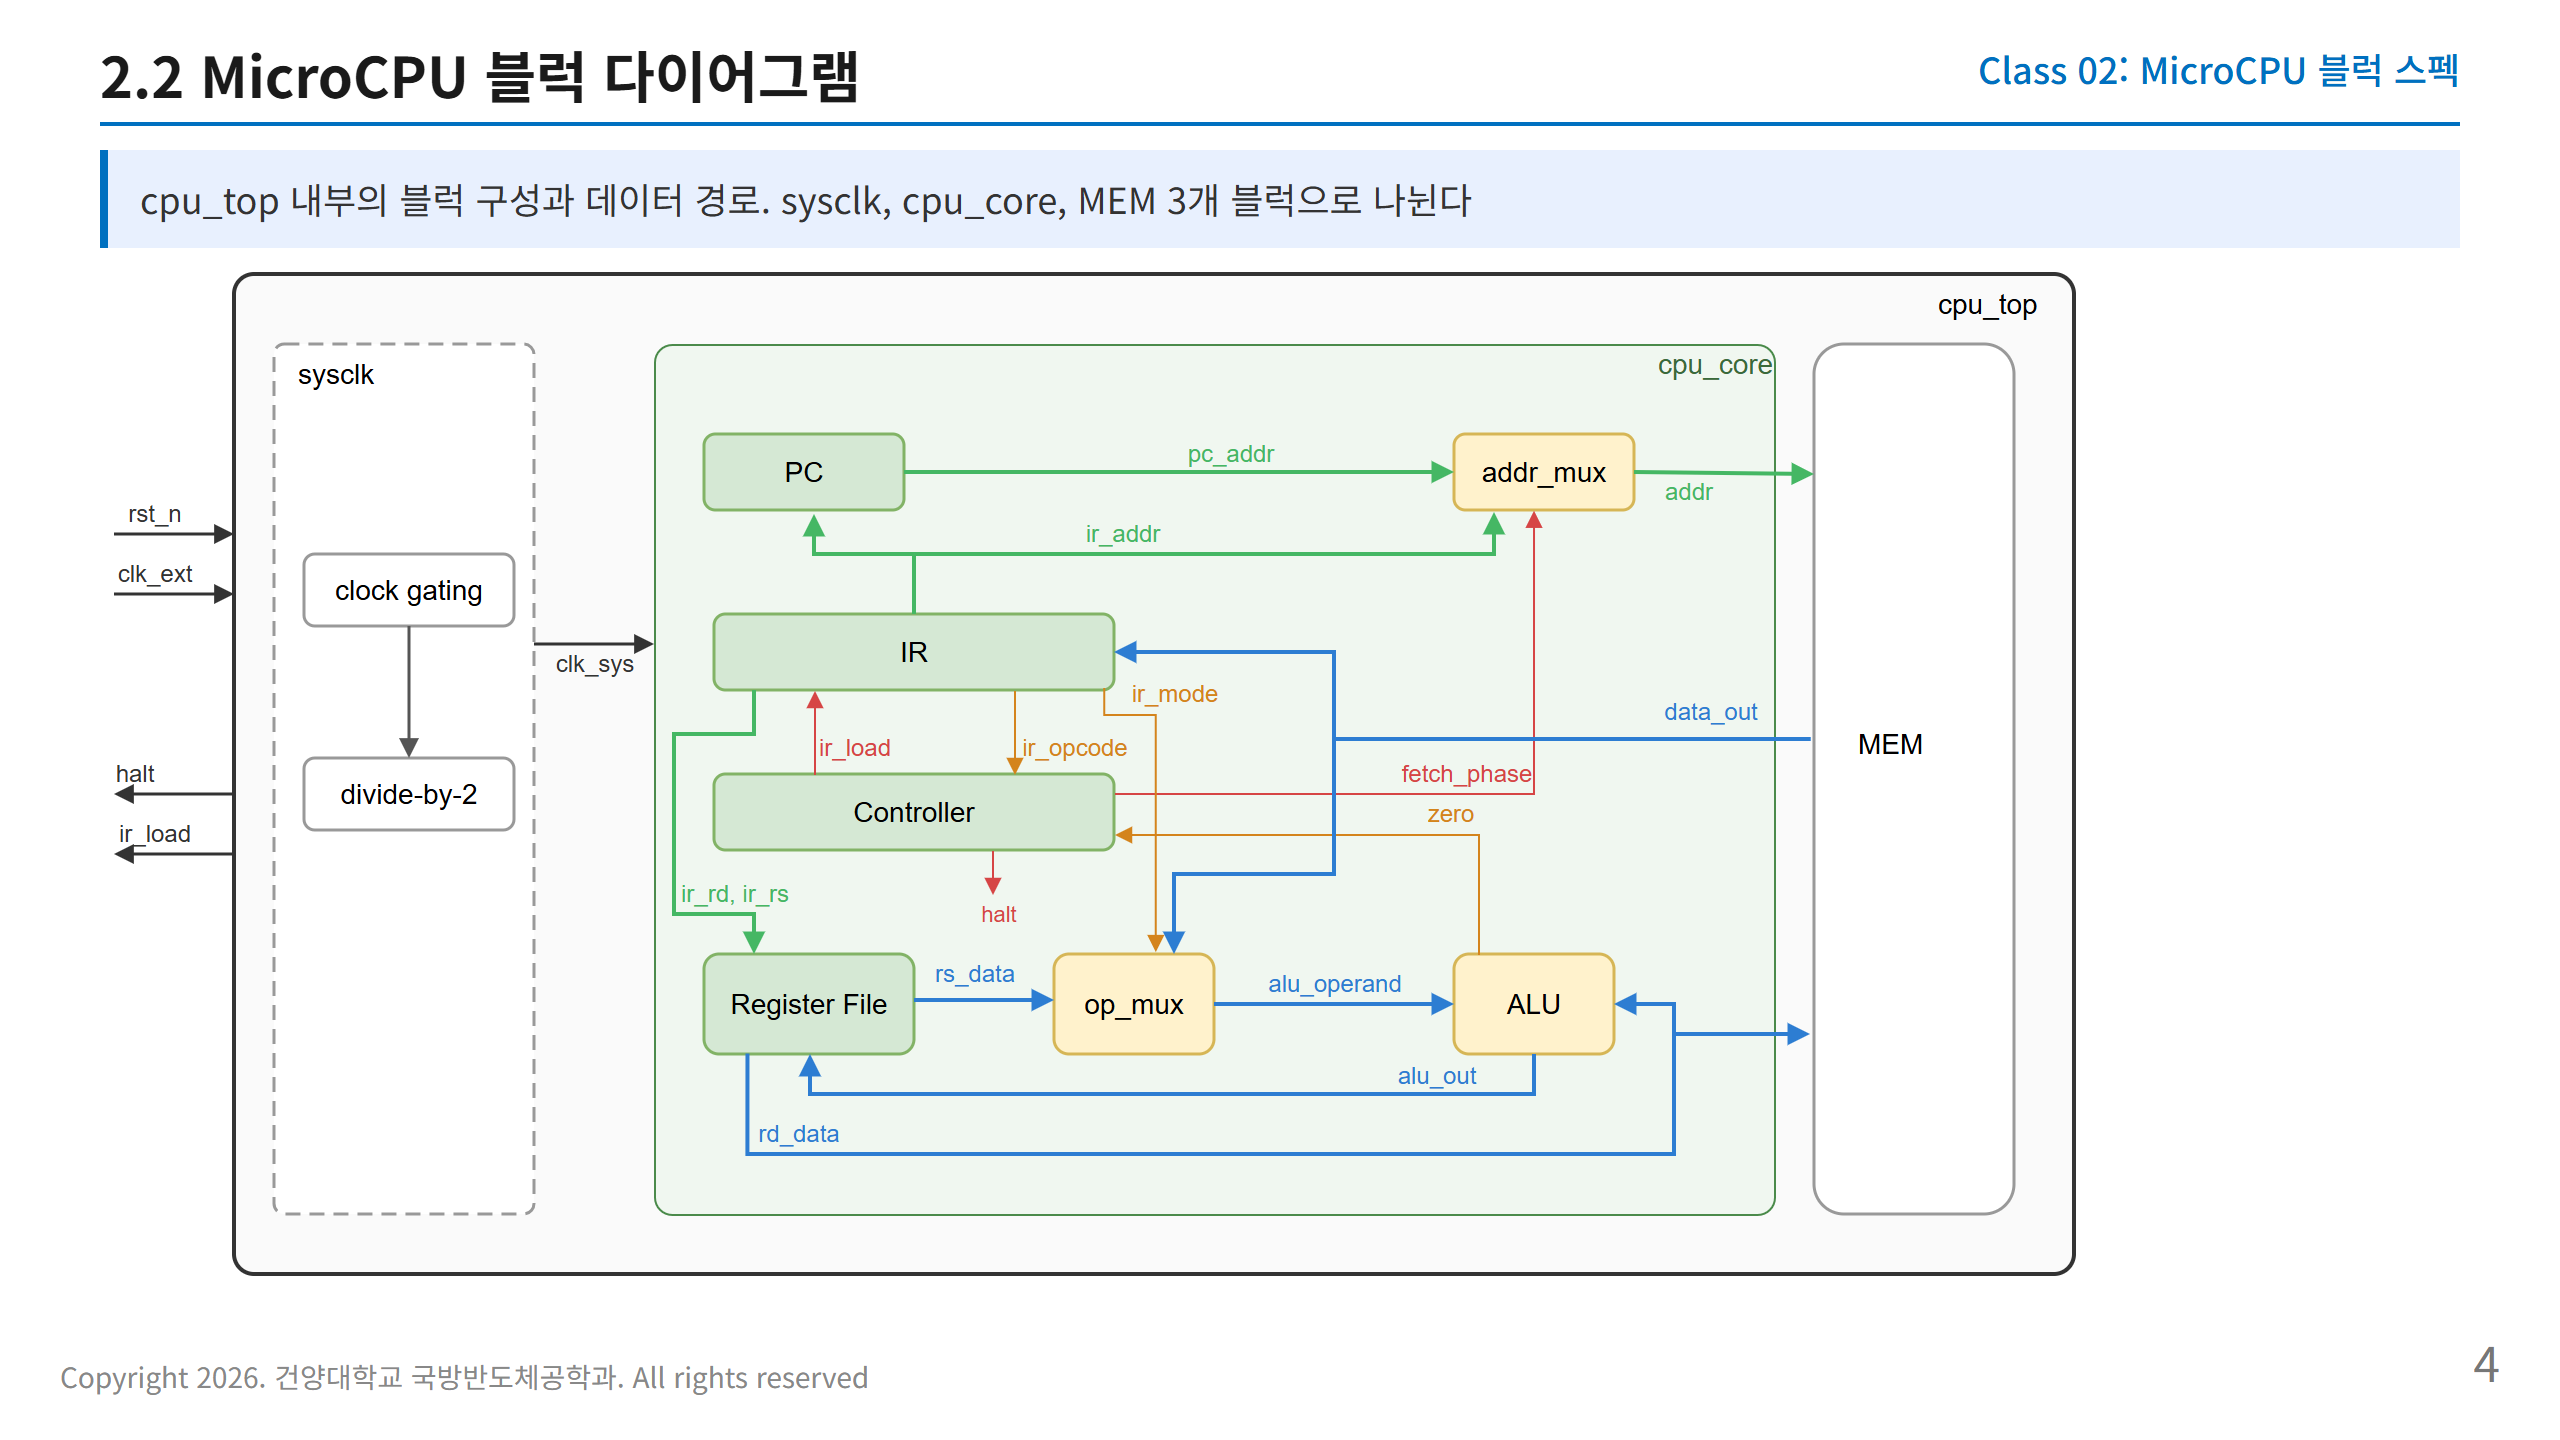 2.2 MicroCPU 블럭 다이어그램
Class 02: MicroCPU 블럭 스펙
cpu_top 내부의 블럭 구성과 데이터 경로. sysclk, cpu_core, MEM 3개 블럭으로 나뉜다
cpu_top
sysclk
cpu_core
PC
pc_addr
addr_mux
addr
rst_n
ir_addr
clk_ext
clock gating
IR
clk_sys
ir_mode
data_out
MEM
ir_load
ir_opcode
halt
fetch_phase
divide-by-2
Controller
zero
ir_load
ir_rd, ir_rs
halt
rs_data
alu_operand
Register File
op_mux
ALU
alu_out
rd_data
Copyright 2026. 건양대학교 국방반도체공학과. All rights reserved
4